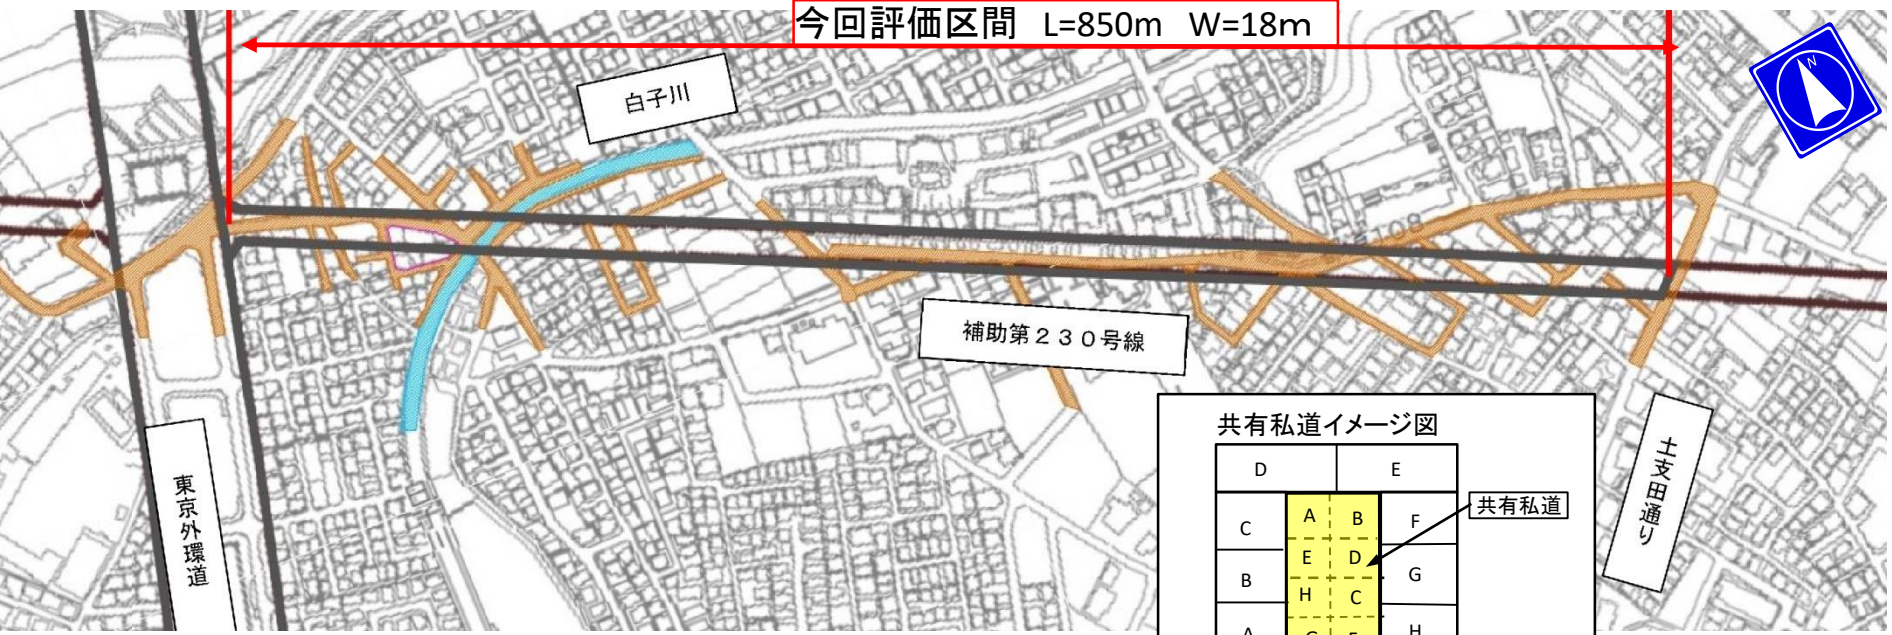 今回評価区間 L=850m W=18m
N
白子川
補助第２３０号線
東京外環道
土支田通り
共有私道イメージ図
共有私道
D E
C A B F
E D
B H C G
A G F H